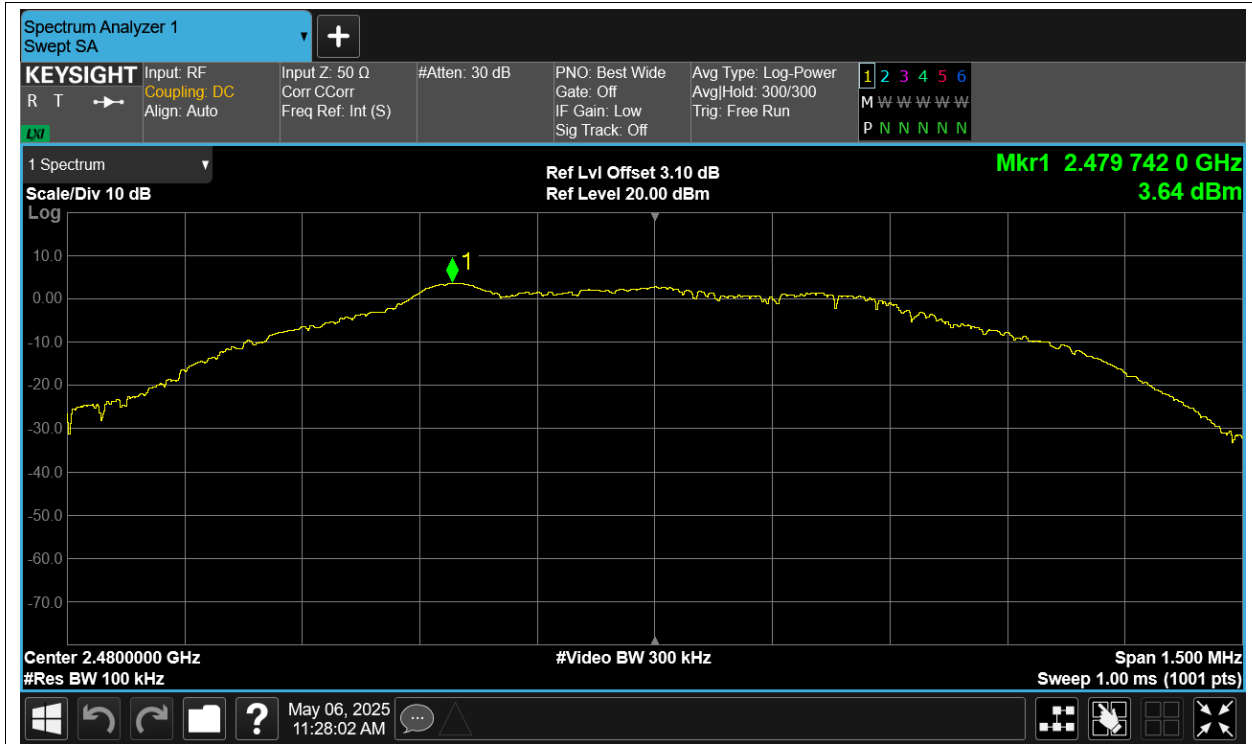 Spectrum Analyzer 1
Swept SA
+
KEYSIGHT
R T
LXI
Input: RF
Coupling: DC
Align: Auto
Input Z: 50 Ω
Corr CCorr
Freq Ref: Int (S)
#Atten: 30 dB
PNO: Best Wide
Gate: Off
IF Gain: Low
Sig Track: Off
Avg Type: Log-Power
Avg|Hold: 300/300
Trig: Free Run
1 2 3 4 5 6
M W W W W W
P N N N N N
1 Spectrum
Scale/Div 10 dB
Log
Ref Lvl Offset 3.10 dB
Ref Level 20.00 dBm
Mkr1 2.479 742 0 GHz
3.64 dBm
1
10.0
0.00
-10.0
-20.0
-30.0
-40.0
-50.0
-60.0
-70.0
Center 2.4800000 GHz
#Res BW 100 kHz
#Video BW 300 kHz
Span 1.500 MHz
Sweep 1.00 ms (1001 pts)
?
May 06, 2025
11:28:02 AM